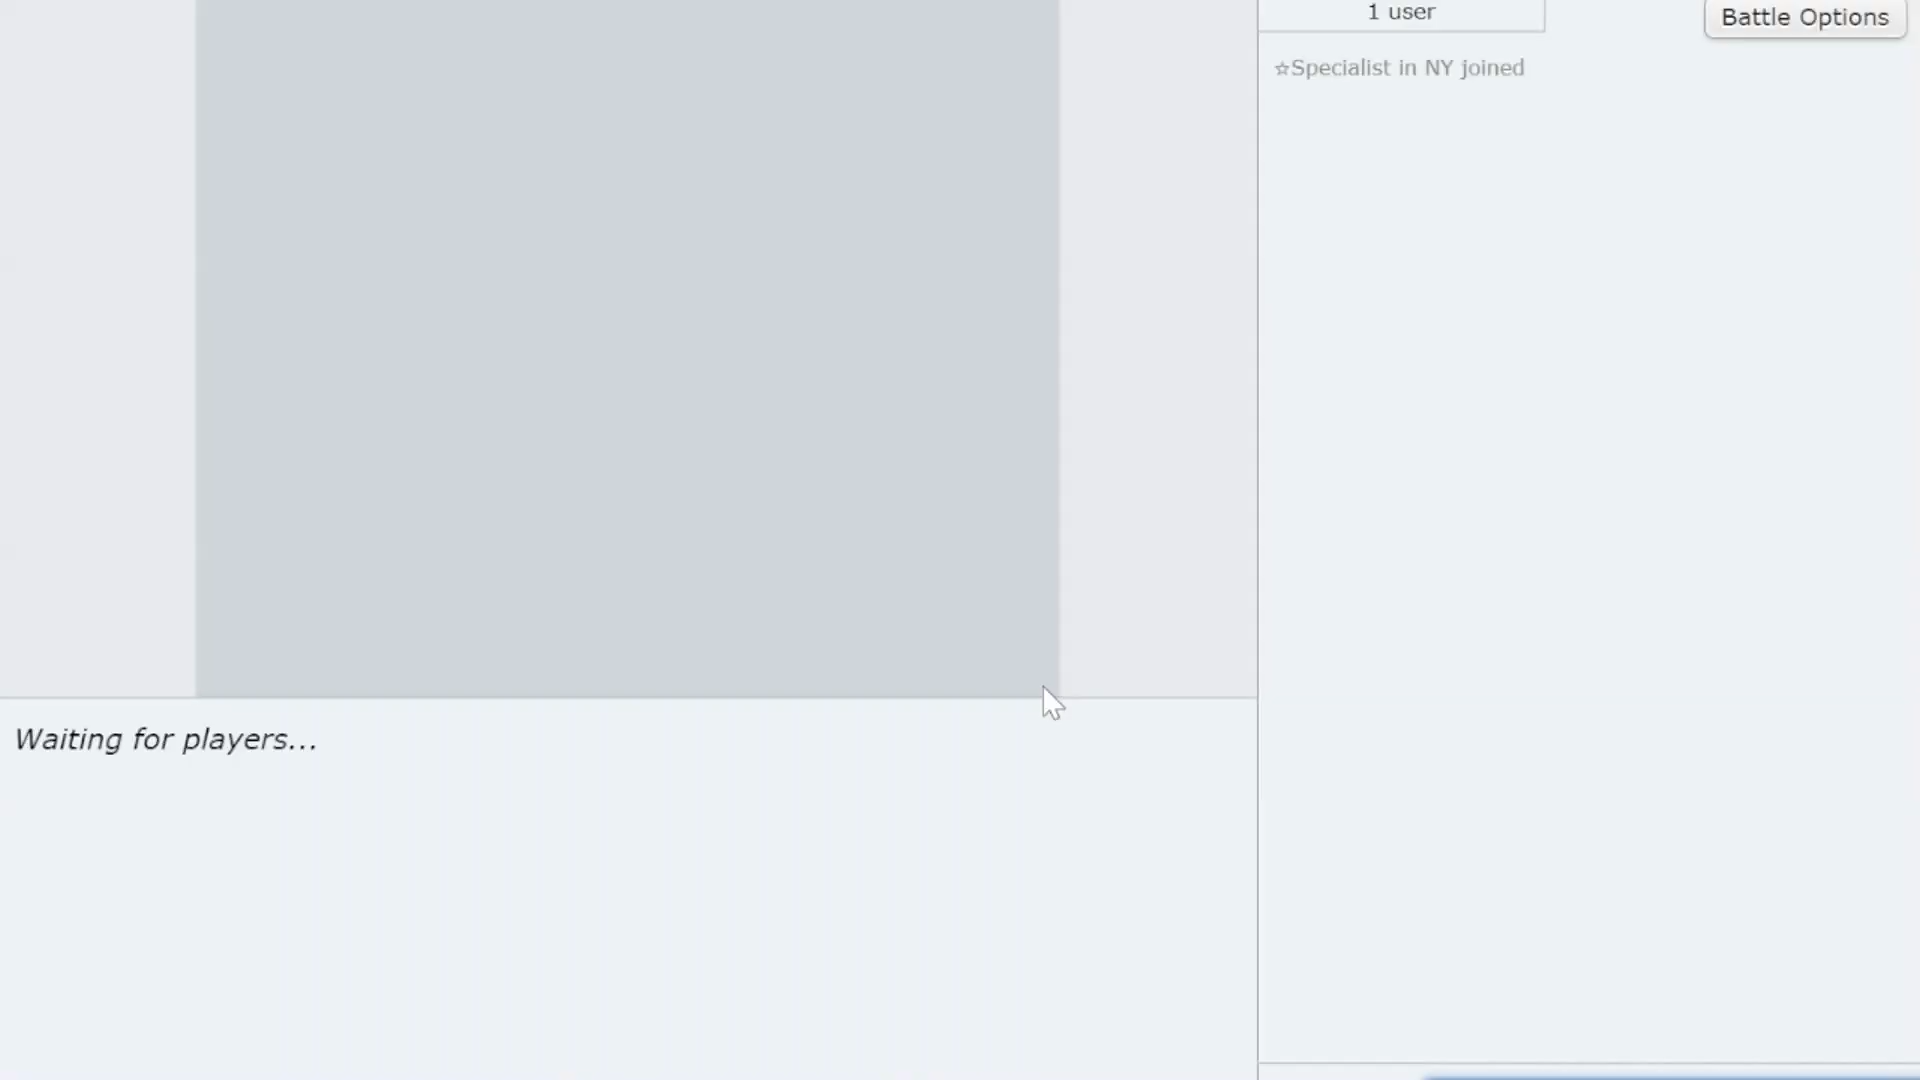 1 user
Battle Options
☆Specialist in NY joined
Waiting for players...